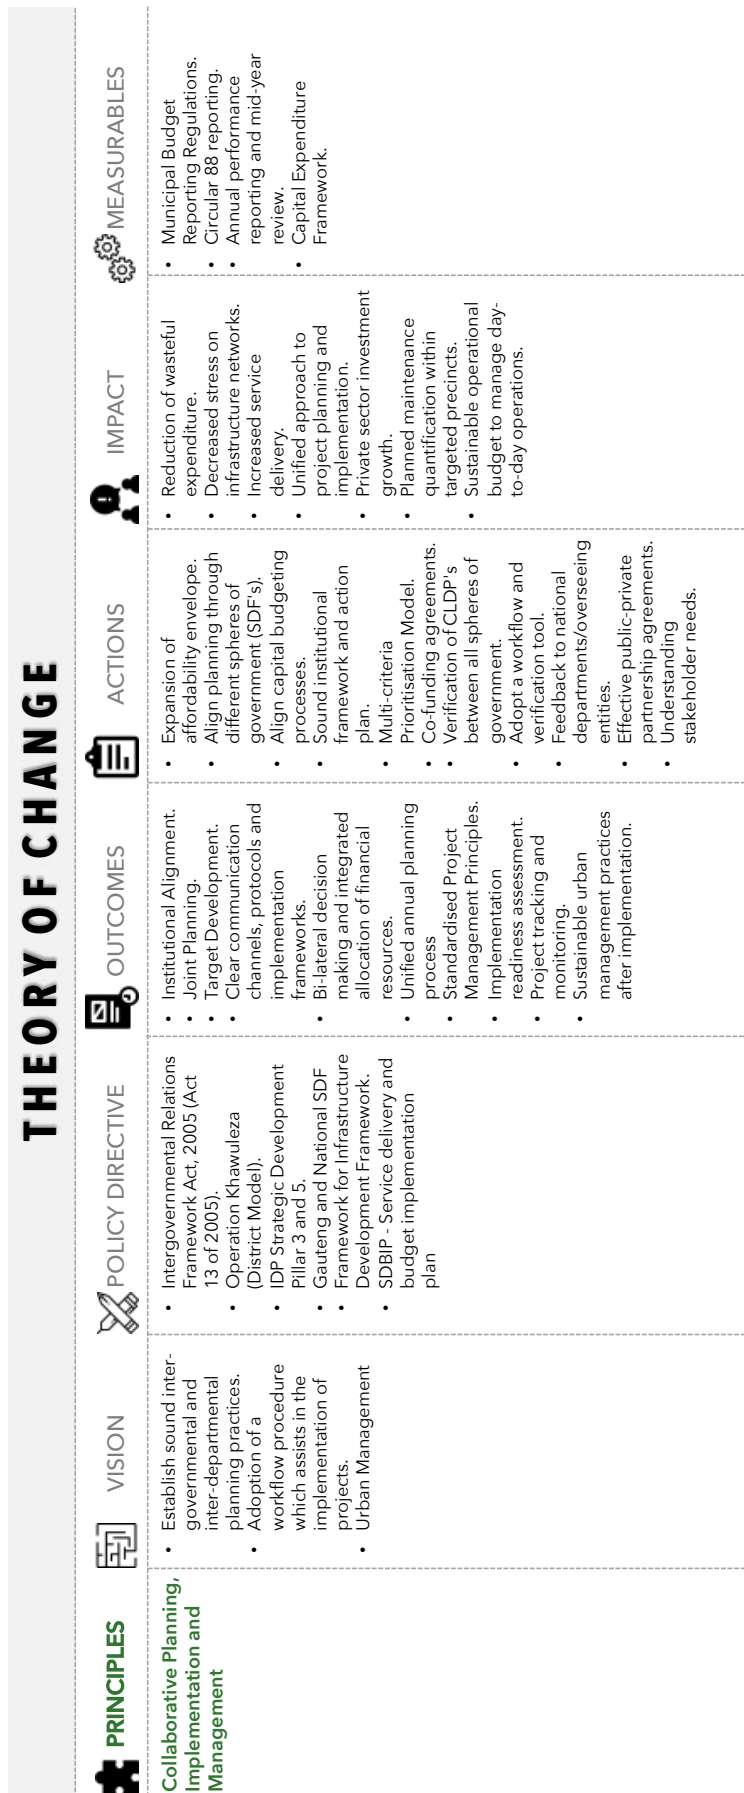 THEORY OF CHANGE
PRINCIPLES
VISION
POLICY DIRECTIVE
OUTCOMES
ACTIONS
IMPACT
MEASURABLES
Collaborative Planning,
Implementation and
Management
• Establish sound inter-
governmental and
inter-departmental
planning practices.
• Adoption of a
workflow procedure
which assists in the
implementation of
projects.
• Urban Management
• Intergovernmental Relations
Framework Act, 2005 (Act
13 of 2005).
• Operation Khawuleza
(District Model).
• IDP Strategic Development
Pillar 3 and 5.
• Gauteng and National SDF
• Framework for Infrastructure
Development Framework.
• SDBIP - Service delivery and
budget implementation
plan
• Institutional Alignment.
• Joint Planning.
• Target Development.
• Clear communication
channels, protocols and
implementation
frameworks.
• Bi-lateral decision
making and integrated
allocation of financial
resources.
• Unified annual planning
process
• Standardised Project
Management Principles.
• Implementation
readiness assessment.
• Project tracking and
monitoring.
• Sustainable urban
management practices
after implementation.
• Expansion of
affordability envelope.
• Align planning through
different spheres of
government (SDF's).
• Align capital budgeting
processes.
• Sound institutional
framework and action
plan.
• Multi-criteria
Prioritisation Model.
• Co-funding agreements.
• Verification of CLDP's
between all spheres of
government.
• Adopt a workflow and
verification tool.
• Feedback to national
departments/overseeing
entities.
• Effective public-private
partnership agreements.
• Understanding
stakeholder needs.
• Reduction of wasteful
expenditure.
• Decreased stress on
infrastructure networks.
• Increased service
delivery.
• Unified approach to
project planning and
implementation.
• Private sector investment
growth.
• Planned maintenance
quantification within
targeted precincts.
• Sustainable operational
budget to manage day-
to-day operations.
• Municipal Budget
Reporting Regulations.
• Circular 88 reporting.
• Annual performance
reporting and mid-year
review.
• Capital Expenditure
Framework.